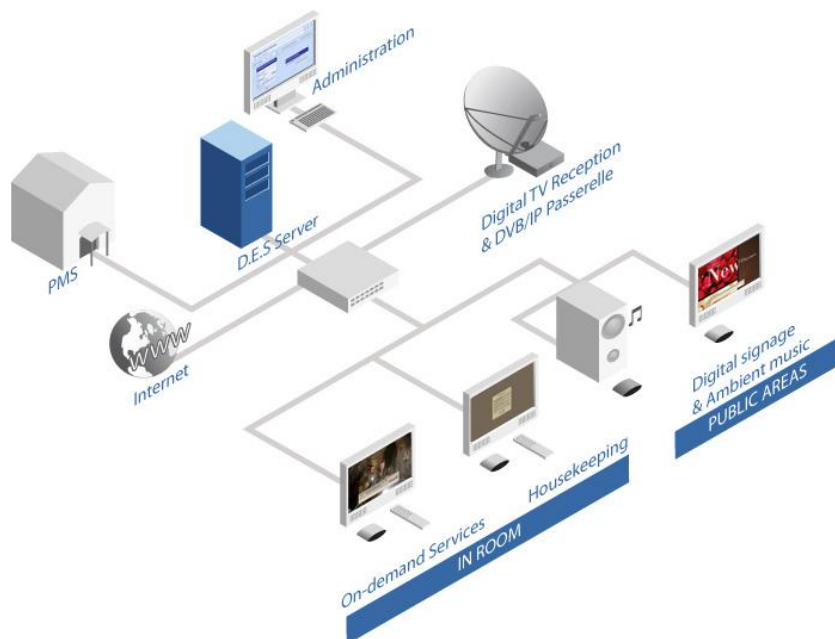 Administration
Digital TV Reception
& DVB/IP Passerelle
D.E.S Server
PMS
WWW
Internet
New
Digital signage
& Ambient music
PUBLIC AREAS
Housekeeping
On-demand Services
IN ROOM